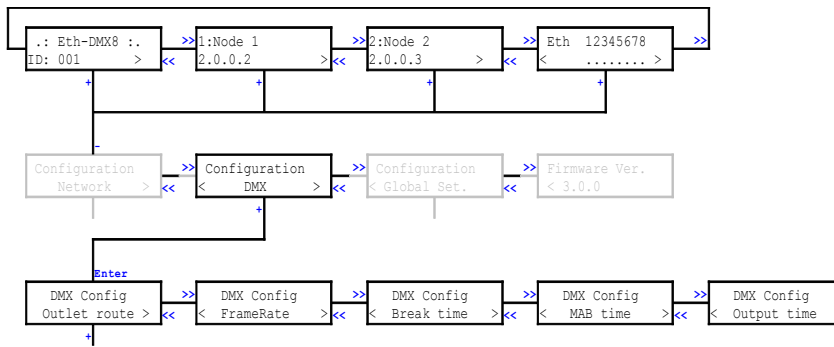 .: Eth-DMX8 :. >> 1:Node 1 >> 2:Node 2 >> Eth 12345678 >>
ID: 001 > << 2.0.0.2 > << 2.0.0.3 > << < ........ >
+ + + +
-
Configuration >> Configuration >> Configuration >> Firmware Ver.
Network > << < DMX > << < Global Set. << < 3.0.0
+
Enter
DMX Config >> DMX Config >> DMX Config >> DMX Config >> DMX Config
Outlet route > << < FrameRate > << < Break time > << < MAB time > << < Output time
+